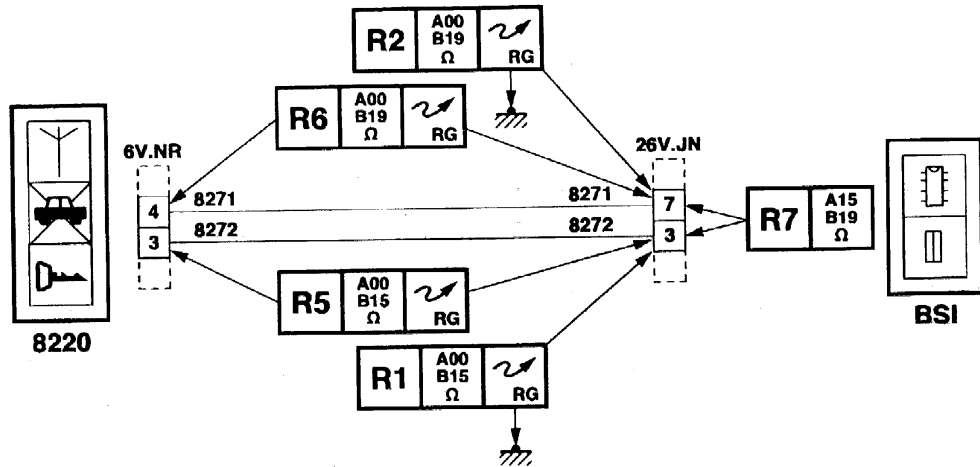 R2
A00
B19
Ω
RG
R6
A00
B19
Ω
RG
6V.NR
26V.JN
4
8271
8271
7
3
8272
8272
3
R7
A15
B19
Ω
R5
A00
B15
Ω
RG
8220
BSI
R1
A00
B15
Ω
RG